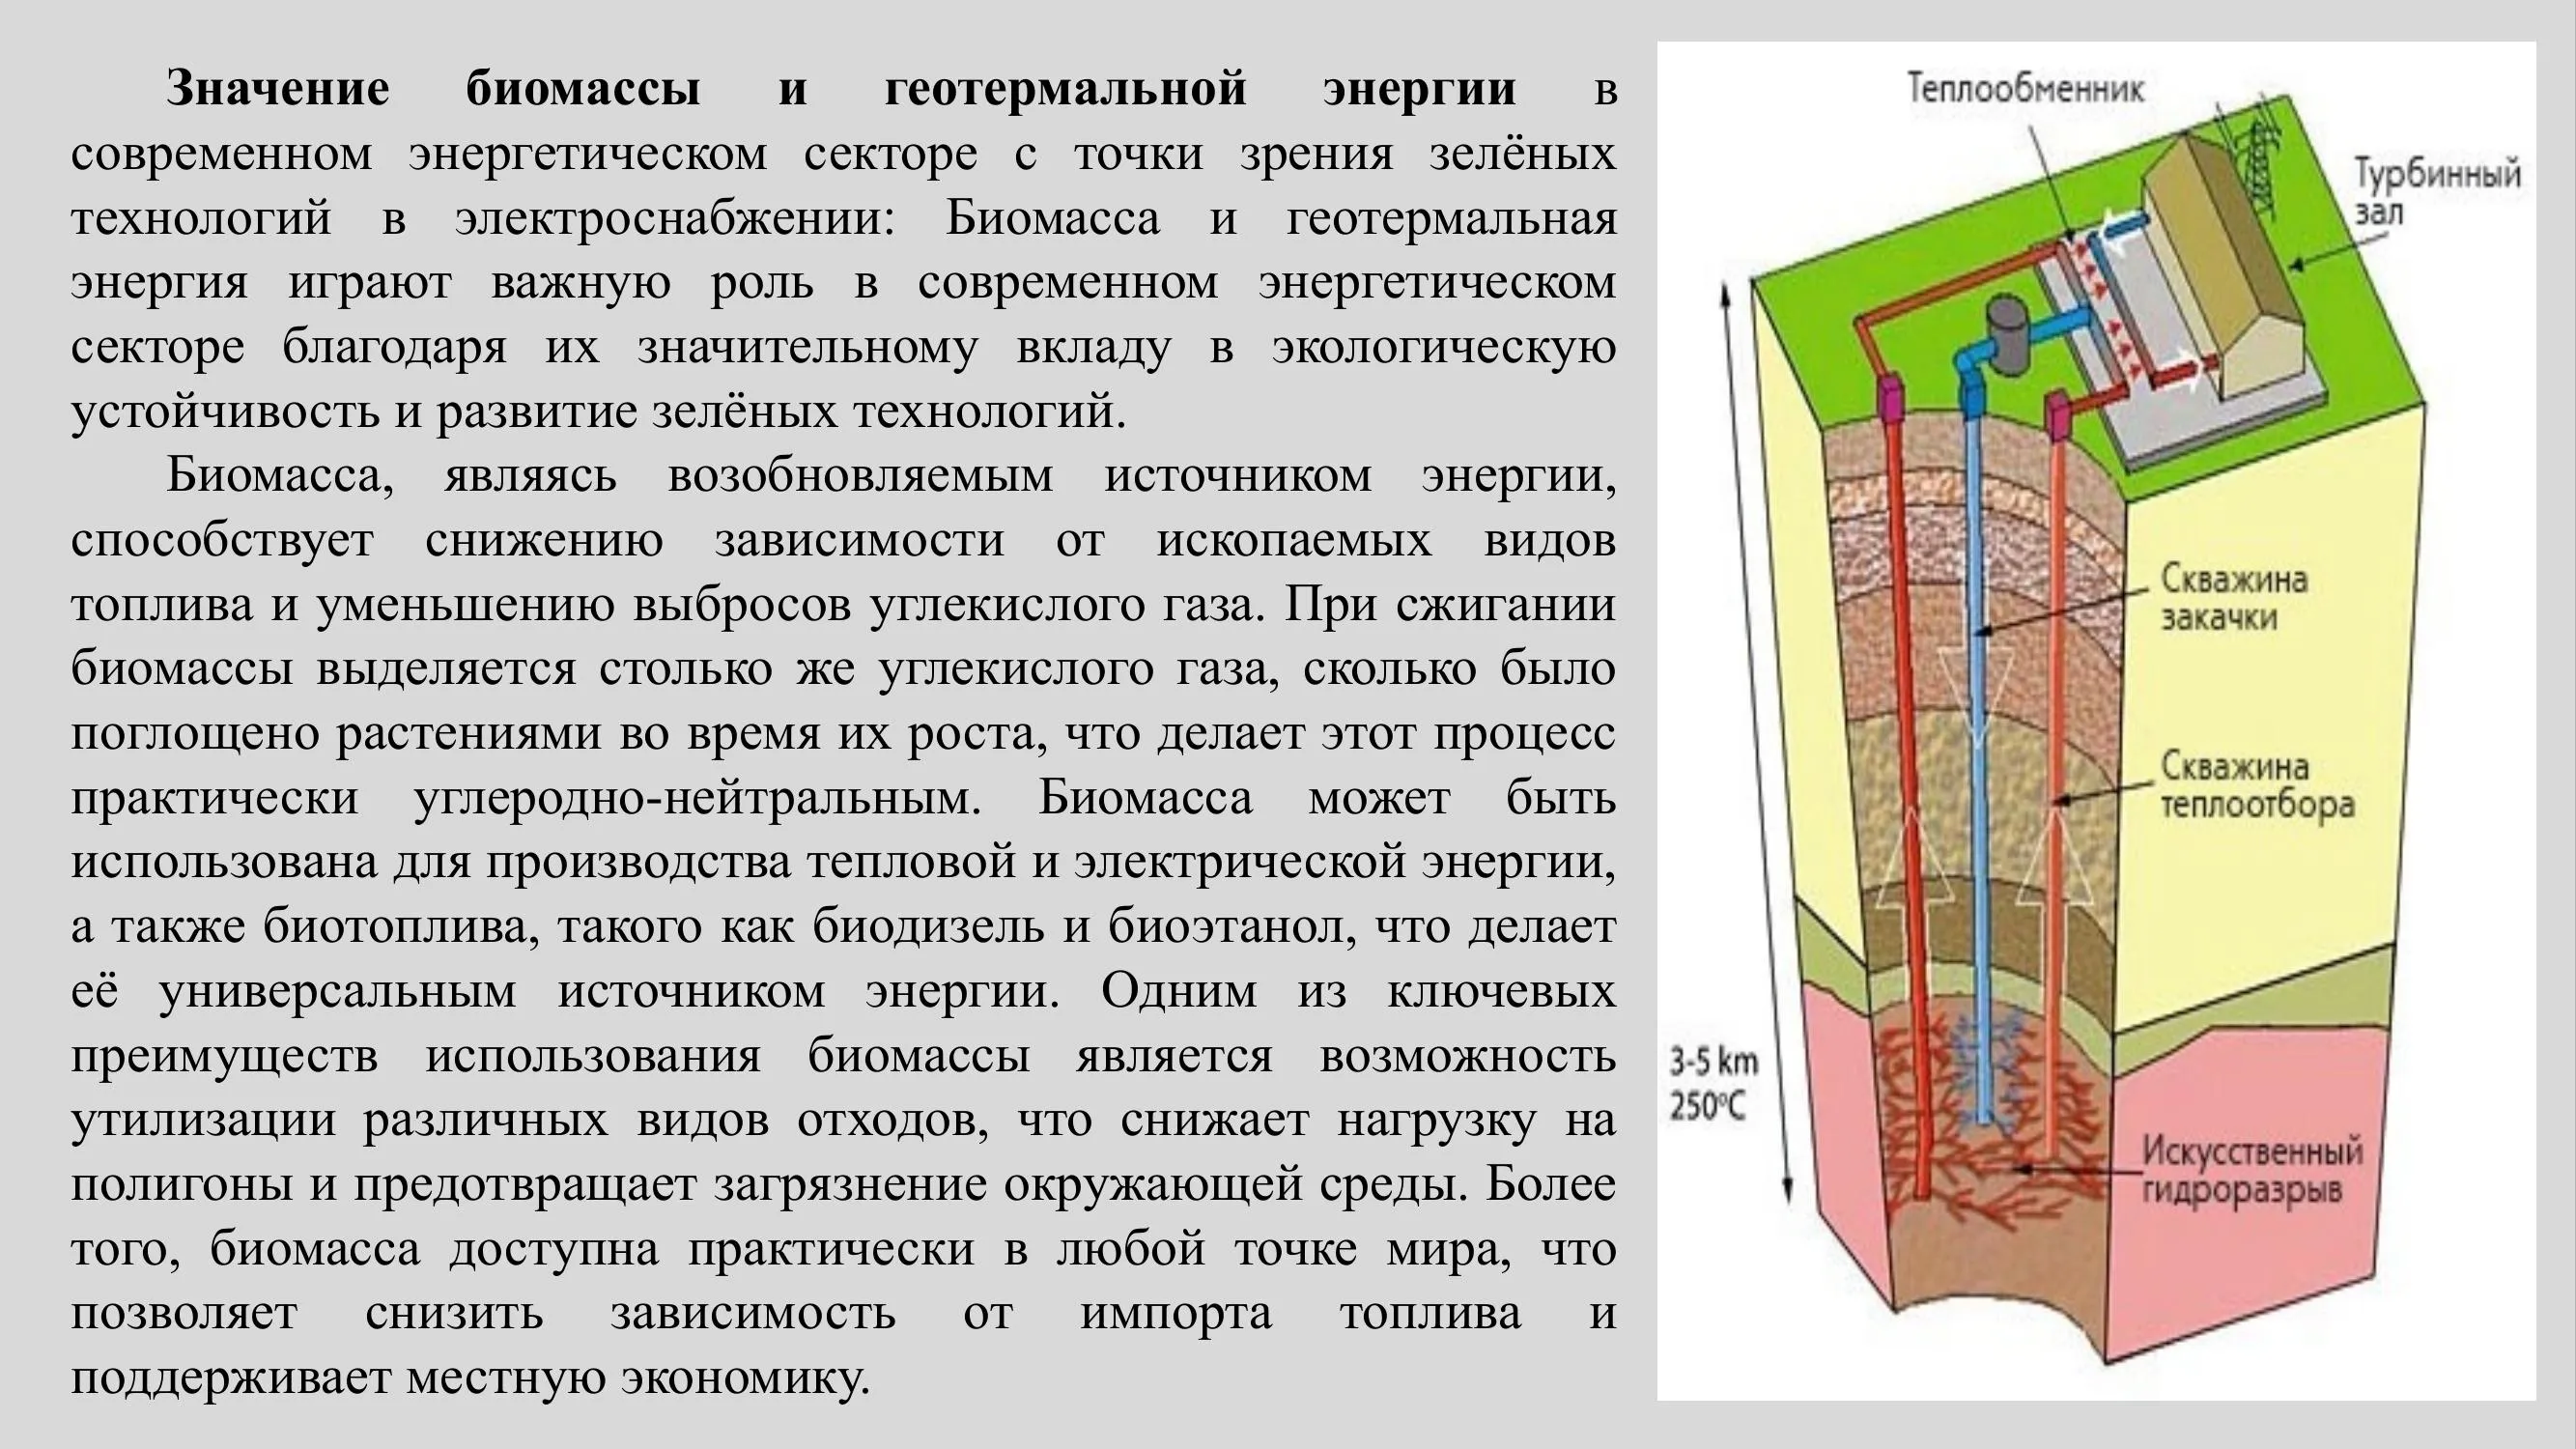 Значение биомассы и геотермальной энергии в
современном энергетическом секторе с точки зрения зелёных
технологий в электроснабжении: Биомасса и геотермальная
энергия играют важную роль в современном энергетическом
секторе благодаря их значительному вкладу в экологическую
устойчивость и развитие зелёных технологий.
Биомасса, являясь возобновляемым источником энергии,
способствует снижению зависимости от ископаемых видов
топлива и уменьшению выбросов углекислого газа. При сжигании
биомассы выделяется столько же углекислого газа, сколько было
поглощено растениями во время их роста, что делает этот процесс
практически углеродно-нейтральным. Биомасса может быть
использована для производства тепловой и электрической энергии,
а также биотоплива, такого как биодизель и биоэтанол, что делает
её универсальным источником энергии. Одним из ключевых
преимуществ использования биомассы является возможность
утилизации различных видов отходов, что снижает нагрузку на
полигоны и предотвращает загрязнение окружающей среды. Более
того, биомасса доступна практически в любой точке мира, что
позволяет снизить зависимость от импорта топлива и
поддерживает местную экономику.
Теплообменник
Турбинный
зал
Скважина
закачки
Скважина
теплоотбора
3-5 km
250°C
Искусственный
гидроразрыв